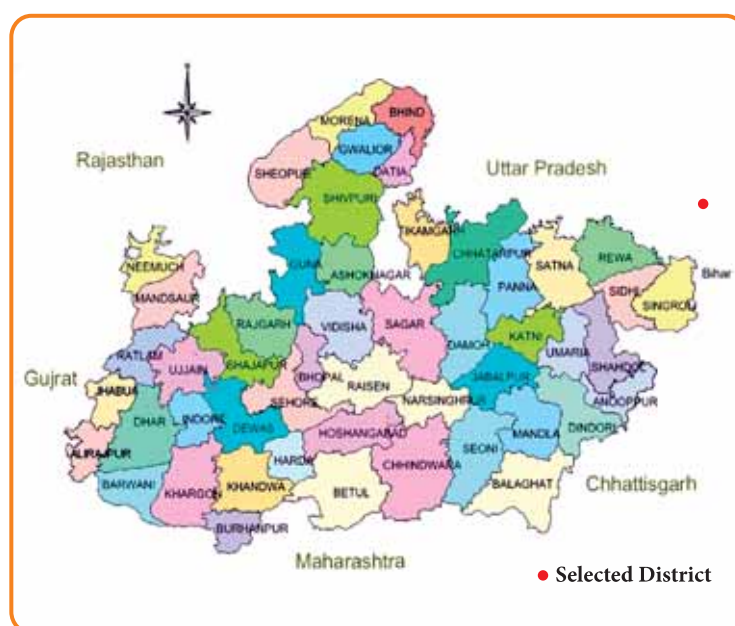 BHIND
MORENA
GWALIOR
Rajasthan
Uttar Pradesh
SHEOPUR
DATIA
SHIVPURI
TIKAMGARH
CHHATARPUR
GUNA
REWA
NEEMUCH
ASHOKNAGAR
SATNA
Bihar
PANNA
SIDHI
MANDSAUR
SINGROLI
RAJGARH
VIDISHA
SAGAR
KATNI
DAMOH
UMARIA
RATLAM
SHAJAPUR
SHAHDOL
UJJAIN
Gujrat
BHOPAL
JABALPUR
RAISEN
JHABUA
ANOOPPUR
SEHORE
NARSINGHPUR
DHAR
INDORE
DEWAS
HOSHANGABAD
MANDLA
DINDORI
SEONI
ALIRAJPUR
HARDA
CHHINDWARA
BARWANI
KHANDWA
BALAGHAT
Chhattisgarh
KHARGON
BETUL
BURHANPUR
Maharashtra
Selected District